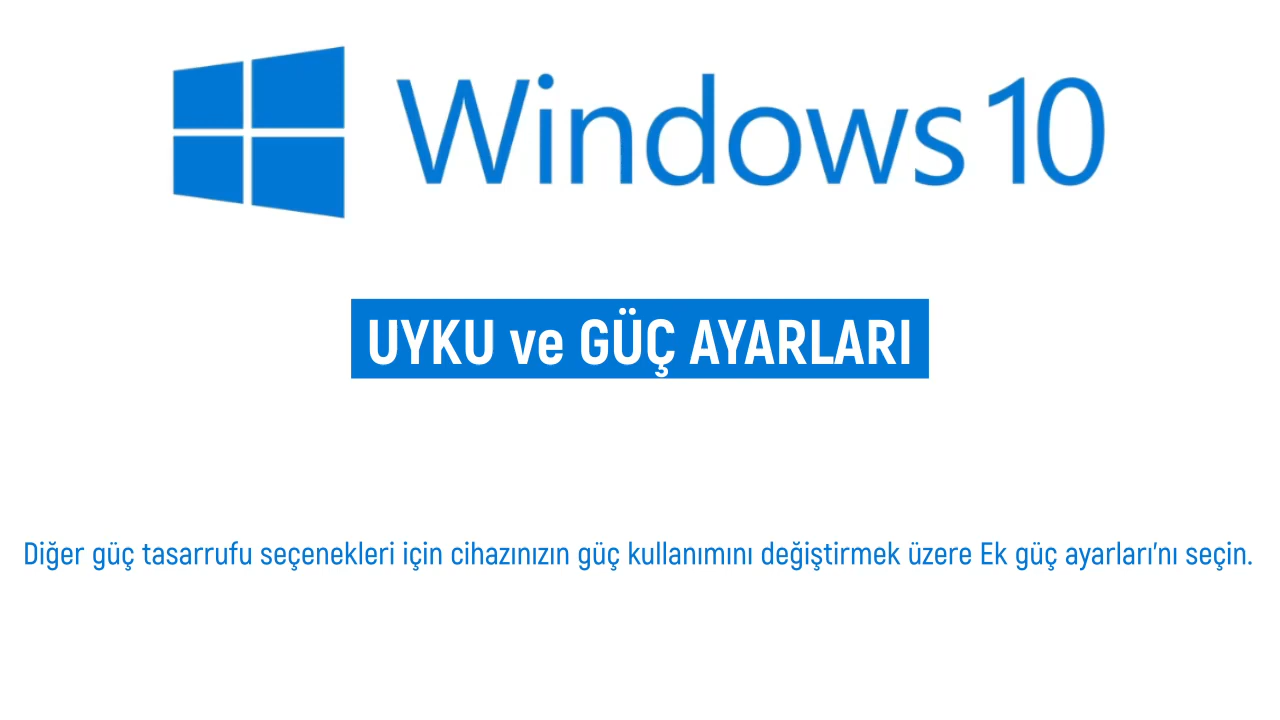 Windows 10
UYKU ve GÜÇ AYARLARI
Diğer güç tasarrufu seçenekleri için cihazınızın güç kullanımını değiştirmek üzere Ek güç ayarları'nı seçin.